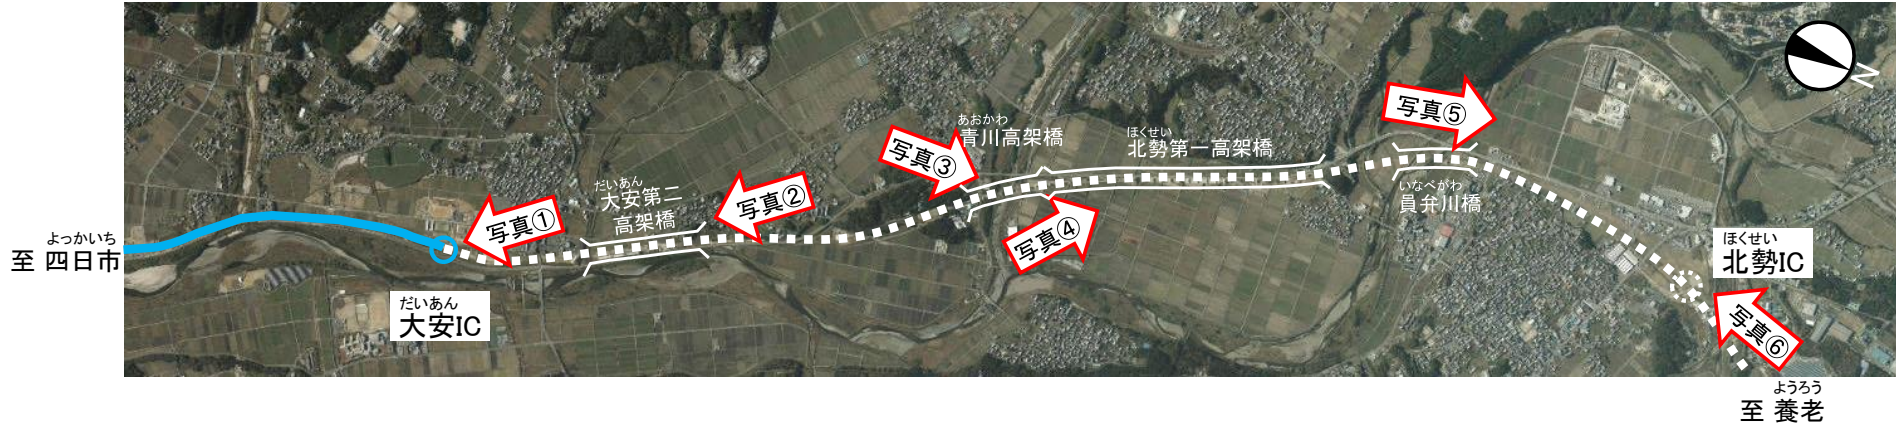 よっかいち
至 四日市
だいあん
大安IC
写真①
だいあん
大安第二
高架橋
写真②
写真③
あおかわ
青川高架橋
写真④
ほくせい
北勢第一高架橋
写真⑤
いなべがわ
員弁川橋
ほくせい
北勢IC
写真⑥
ようろう
至 養老
N